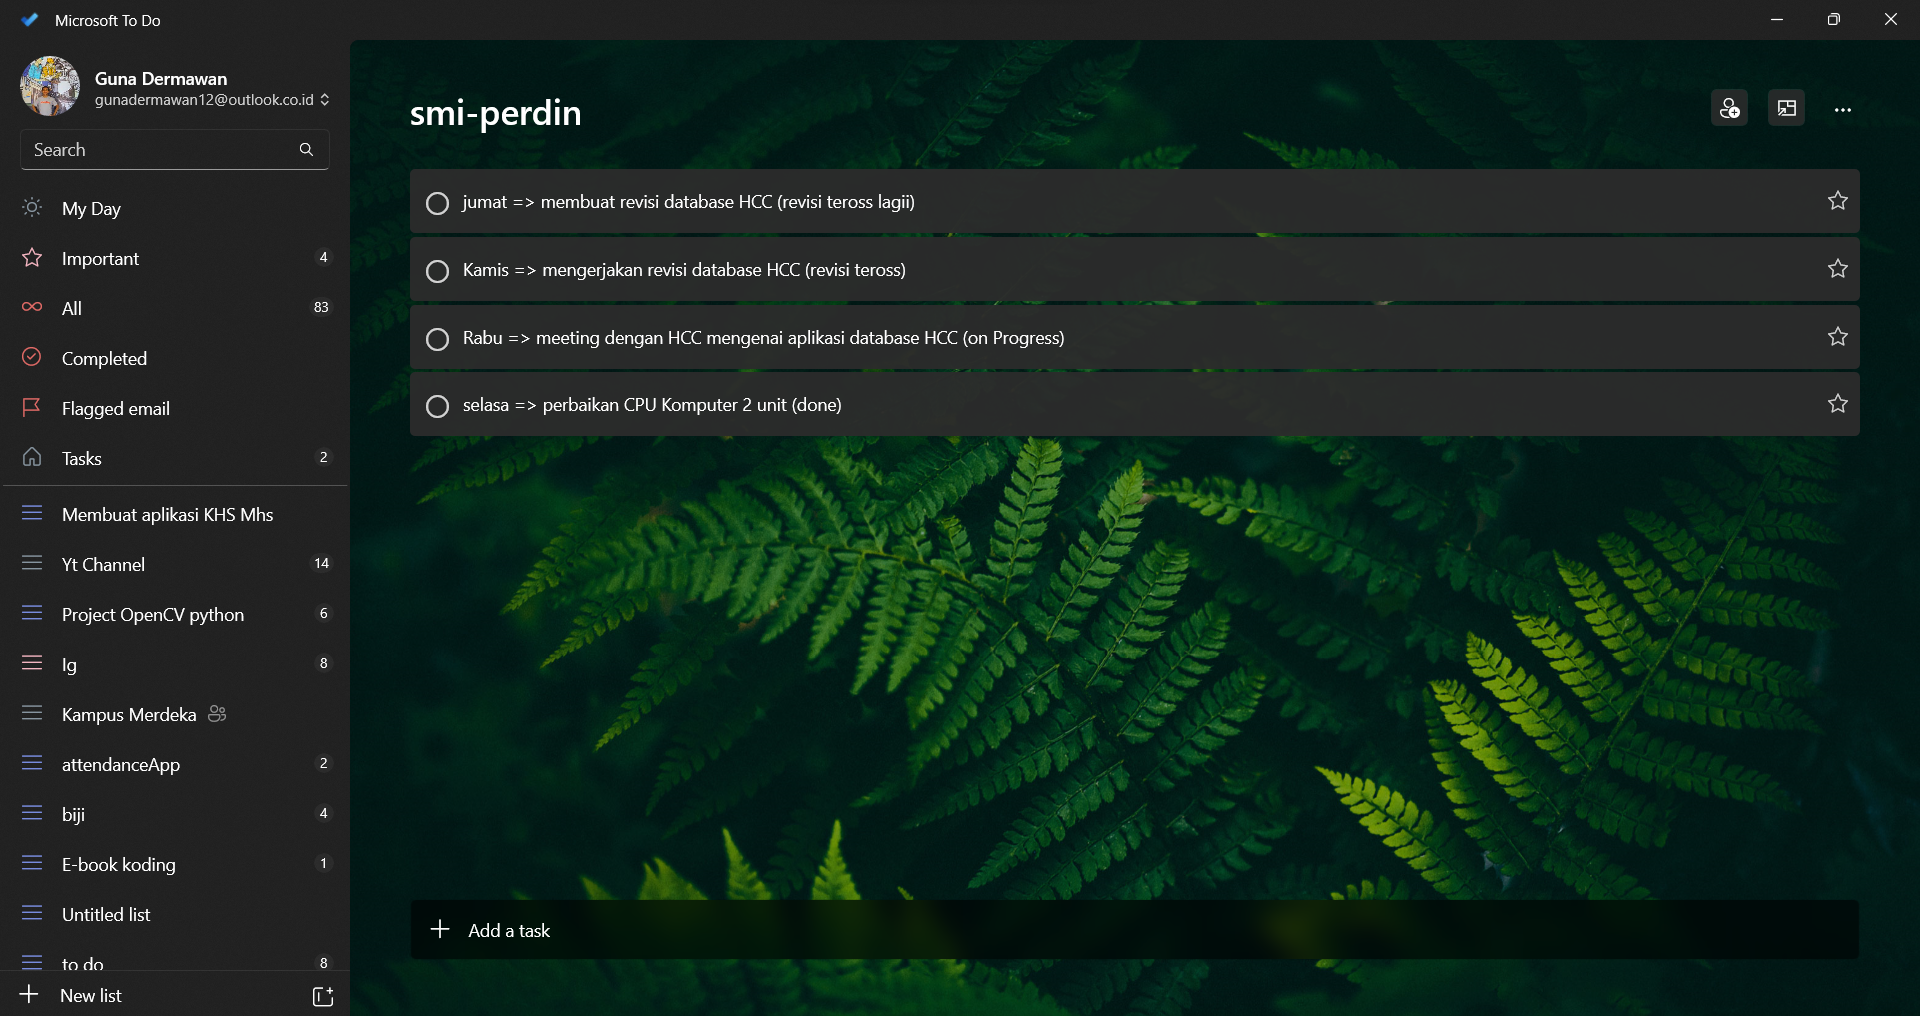 Microsoft To Do
Guna Dermawan
gunadermawan12@outlook.co.id
Search
My Day
Important 4
All 83
Completed
Flagged email
Tasks 2
Membuat aplikasi KHS Mhs
Yt Channel 14
Project OpenCV python 6
Ig 8
Kampus Merdeka
attendanceApp 2
biji 4
E-book koding 1
Untitled list
to do 8
New list
smi-perdin
jumat => membuat revisi database HCC (revisi teross lagii)
Kamis => mengerjakan revisi database HCC (revisi teross)
Rabu => meeting dengan HCC mengenai aplikasi database HCC (on Progress)
selasa => perbaikan CPU Komputer 2 unit (done)
Add a task